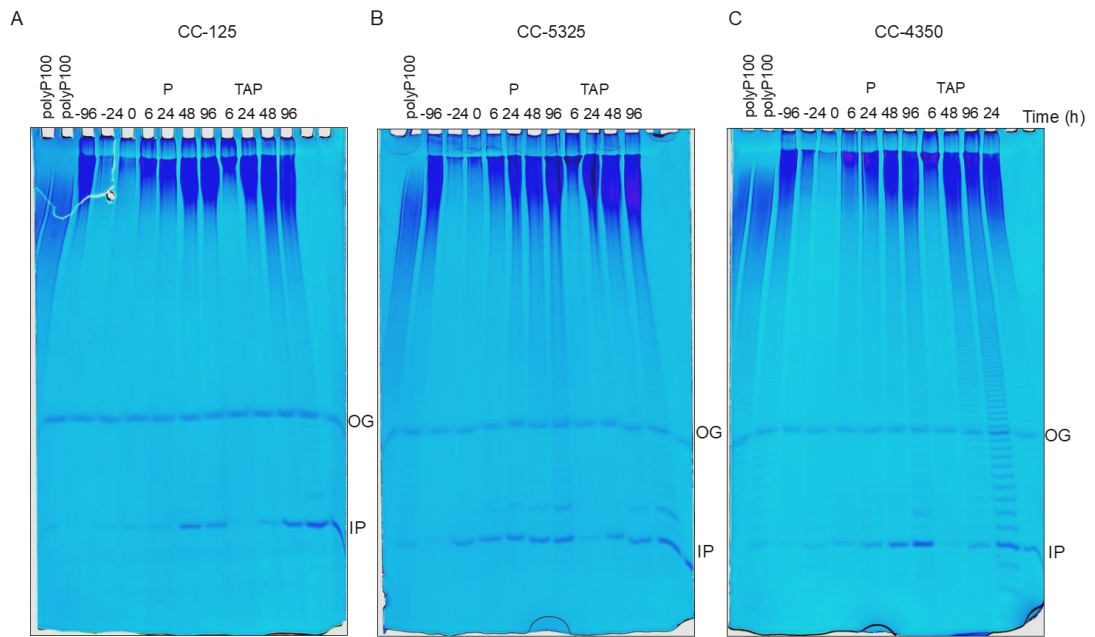 A
CC-125
polyP100
polyP100
P
TAP
-96 -24 0 6 24 48 96 6 24 48 96
OG
IP
B
CC-5325
polyP100
P
TAP
-96 -24 0 6 24 48 96 6 24 48 96
OG
IP
C
CC-4350
polyP100
polyP100
P
TAP
-96 -24 0 6 24 48 96 6 48 96 24
Time (h)
OG
IP